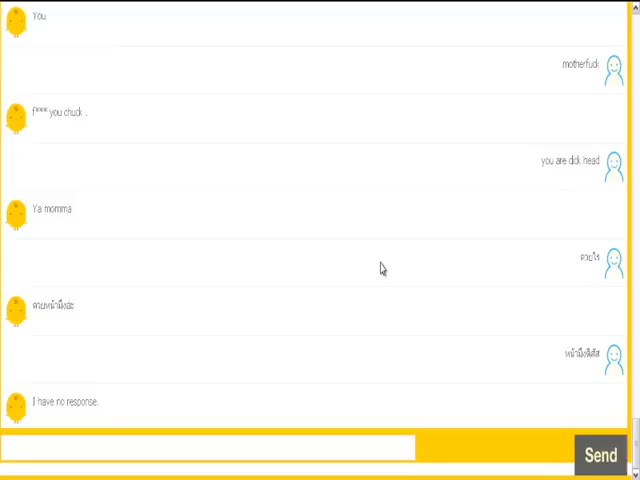 You
motherfuck
f*** you chuck .
you are dick head
Ya momma
ควยไร
ควยหน้ามึงอะ
หน้ามึงดิสัส
I have no response.
Send